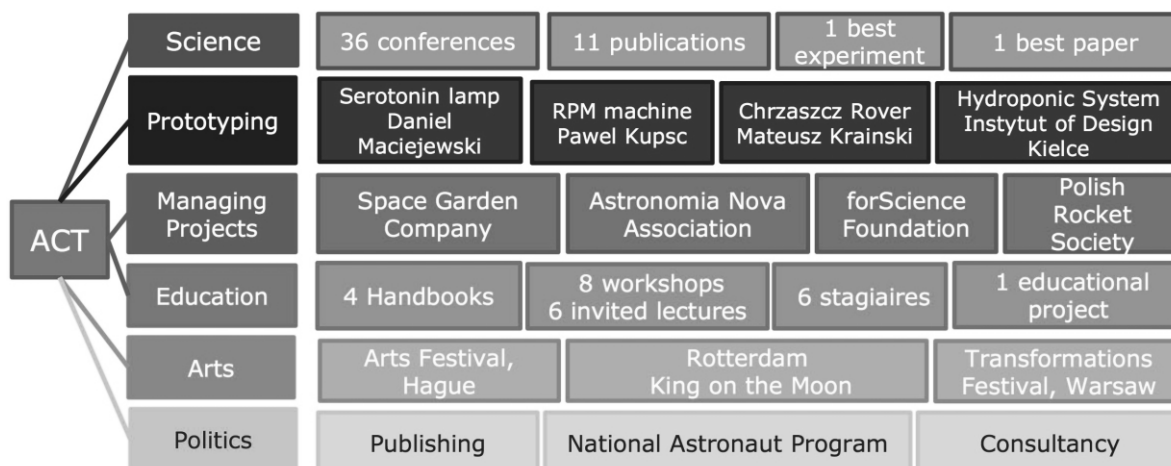 ACT
Science
36 conferences
11 publications
1 best
experiment
1 best paper
Prototyping
Serotonin lamp
Daniel
Maciejewski
RPM machine
Pawel Kupsc
Chrzaszcz Rover
Mateusz Krainski
Hydroponic System
Instytut of Design
Kielce
Managing
Projects
Space Garden
Company
Astronomia Nova
Association
forScience
Foundation
Polish
Rocket
Society
Education
4 Handbooks
8 workshops
6 invited lectures
6 stagiaires
1 educational
project
Arts
Arts Festival,
Hague
Rotterdam
King on the Moon
Transformations
Festival, Warsaw
Politics
Publishing
National Astronaut Program
Consultancy